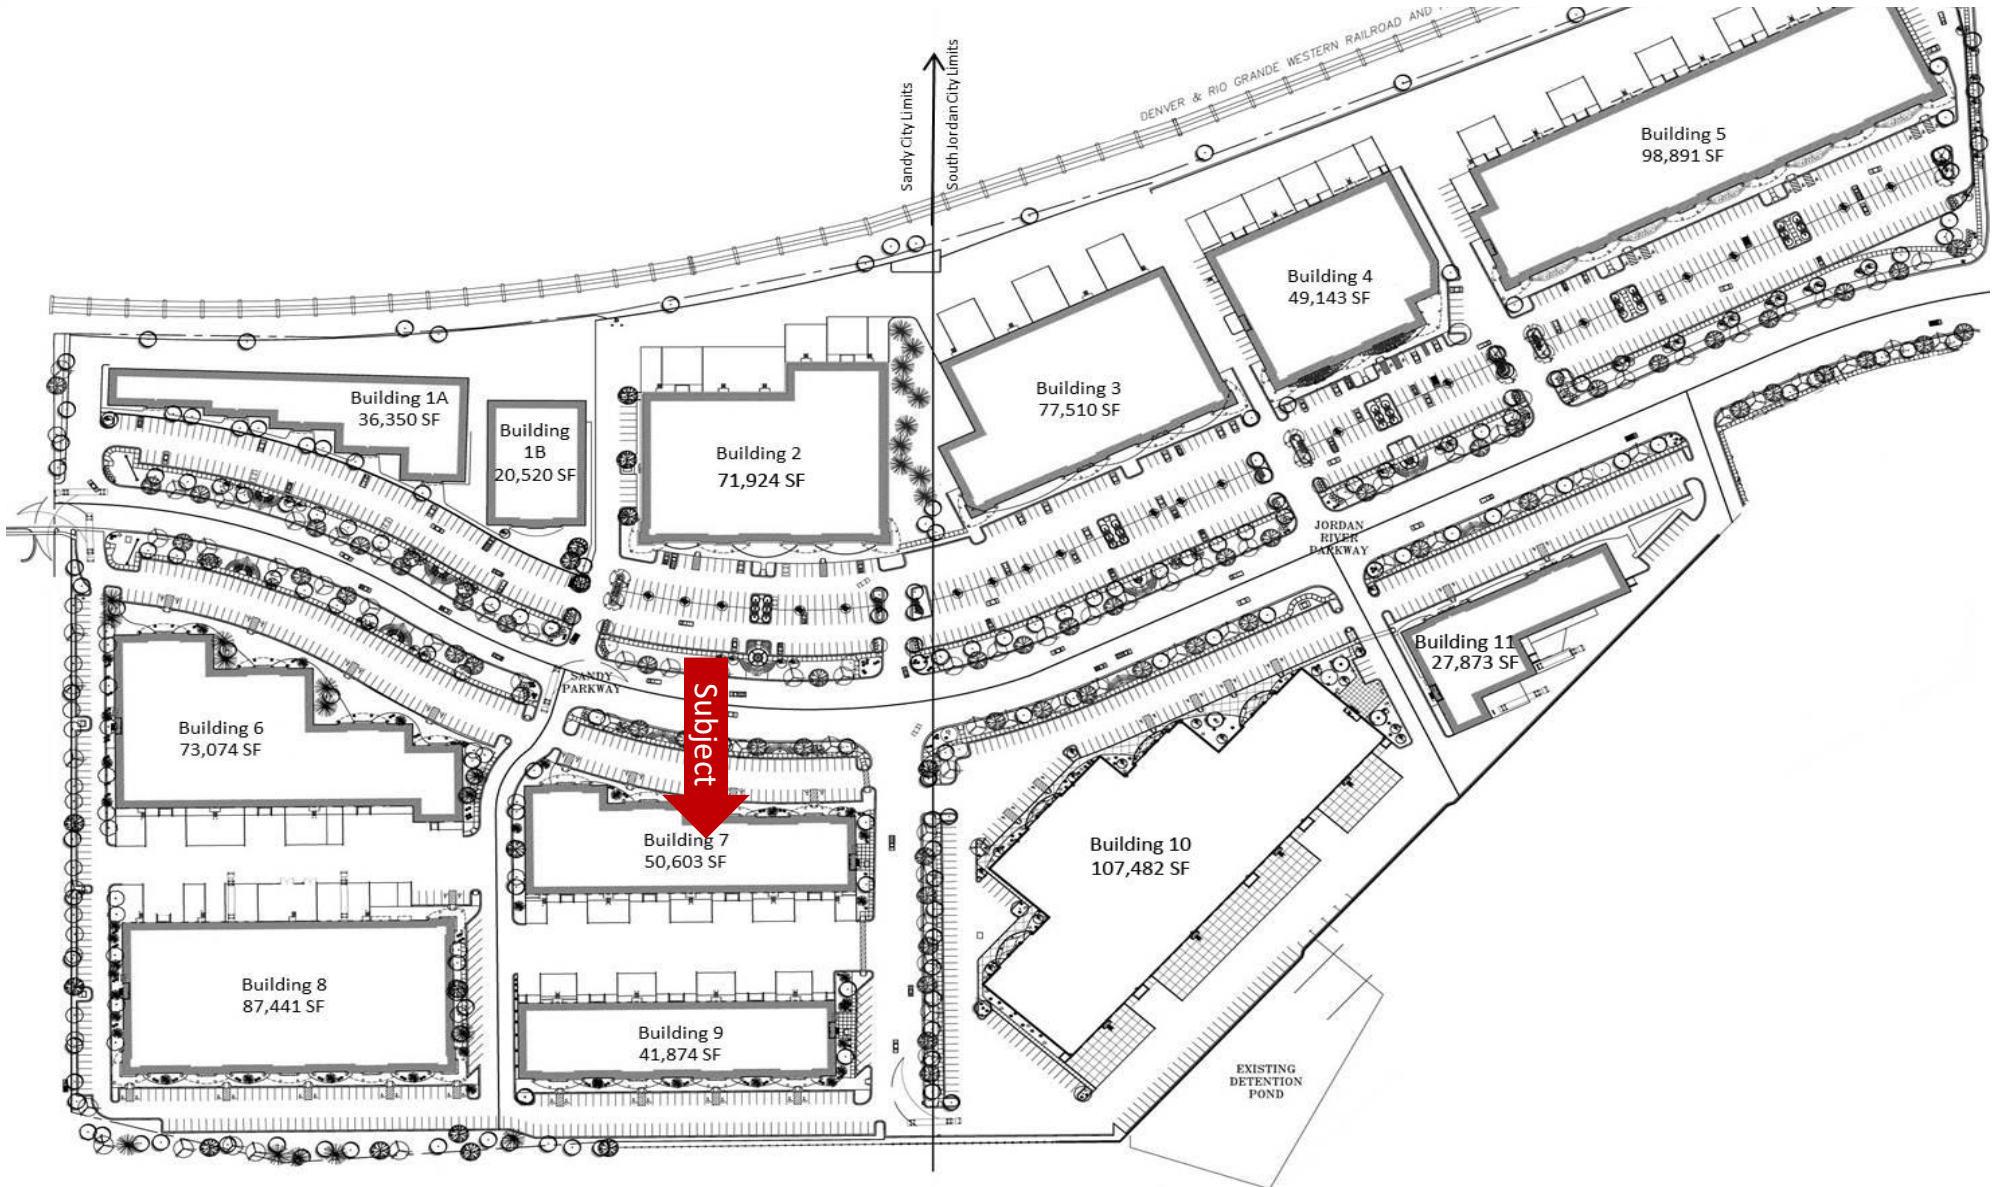 DENVER & RIO GRANDE WESTERN RAILROAD AND
Sandy City Limits
South Jordan City Limits
Building 5
98,891 SF
Building 4
49,143 SF
Building 3
77,510 SF
Building 1A
36,350 SF
Building
1B
20,520 SF
Building 2
71,924 SF
JORDAN
RIVER
PARKWAY
Building 11
27,873 SF
SANDY
PARKWAY
Subject
Building 6
73,074 SF
Building 7
50,603 SF
Building 10
107,482 SF
Building 8
87,441 SF
Building 9
41,874 SF
EXISTING
DETENTION
POND